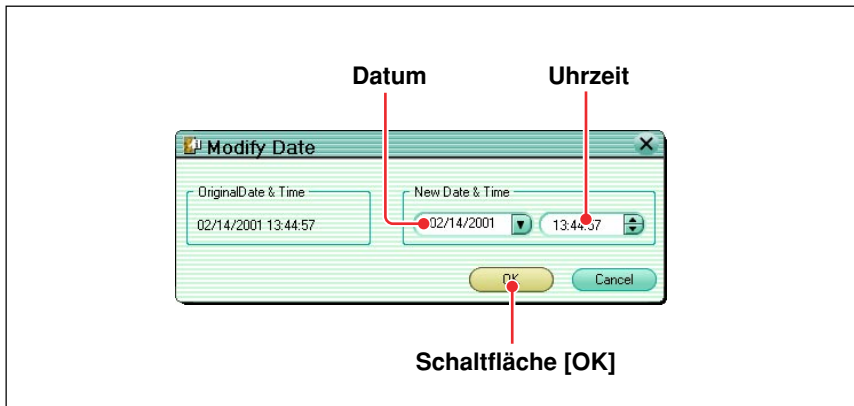 Datum Uhrzeit
Modify Date
OriginalDate & Time New Date & Time
02/14/2001 13:44:57 02/14/2001 13:44:57
OK Cancel
Schaltfläche [OK]